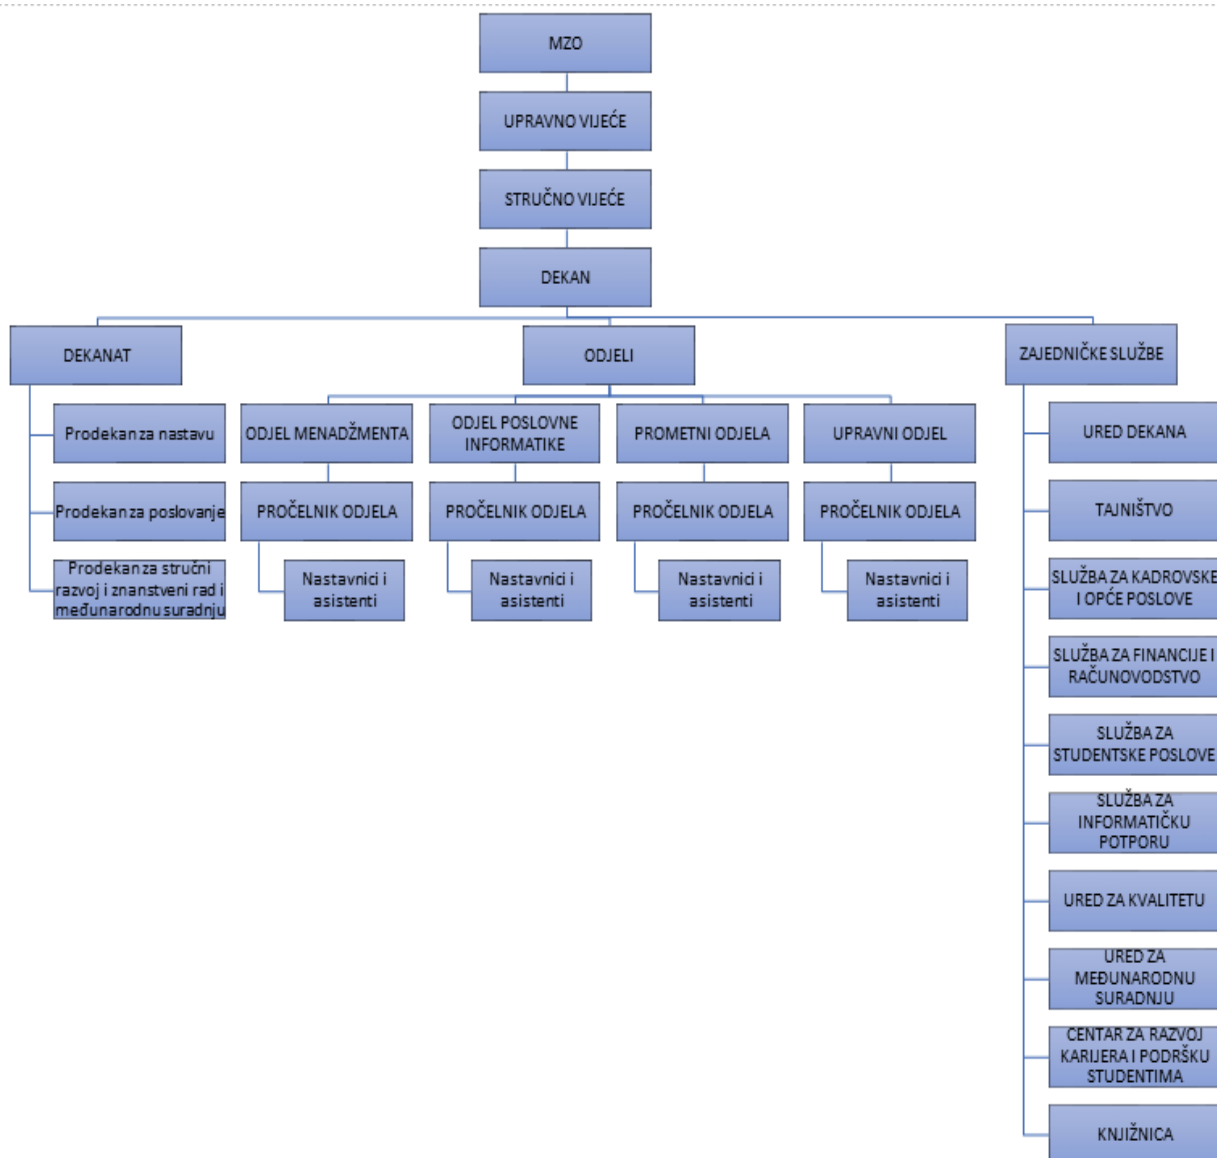 MZO
UPRAVNO VIJEĆE
STRUČNO VIJEĆE
DEKAN
DEKANAT
ODJELI
ZAJEDNIČKE SLUŽBE
Prodekan za nastavu
Prodekan za poslovanje
Prodekan za stručni
razvoj i znanstveni rad i
međunarodnu suradnju
ODJEL MENADŽMENTA
PROČELNIK ODJELA
Nastavnici i
asistenti
ODJEL POSLOVNE
INFORMATIKE
PROČELNIK ODJELA
Nastavnici i
asistenti
PROMETNI ODJELA
PROČELNIK ODJELA
Nastavnici i
asistenti
UPRAVNI ODJEL
PROČELNIK ODJELA
Nastavnici i
asistenti
URED DEKANA
TAJNIŠTVO
SLUŽBA ZA KADROVSKE
I OPĆE POSLOVE
SLUŽBA ZA FINANCIJE I
RAČUNOVODSTVO
SLUŽBA ZA
STUDENTSKE POSLOVE
SLUŽBA ZA
INFORMATIČKU
POTPORU
URED ZA KVALITETU
URED ZA
MEĐUNARODNU
SURADNJU
CENTAR ZA RAZVOJ
KARIJERA I PODRŠKU
STUDENTIMA
KNJIŽNICA